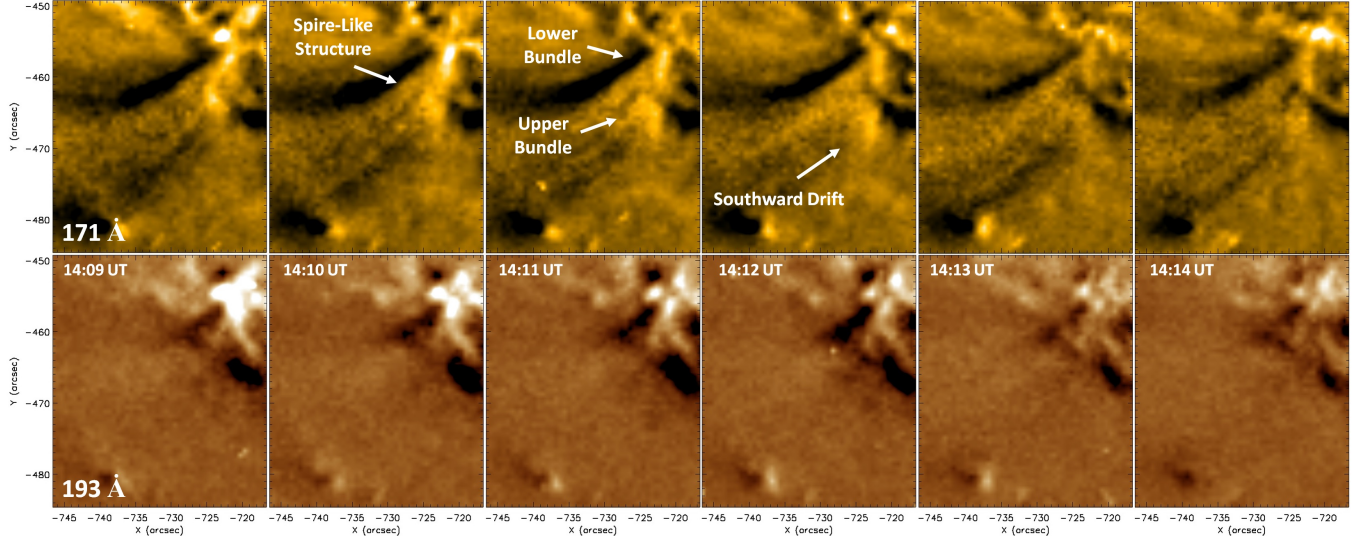 Spire-Like
Structure
Lower
Bundle
Upper
Bundle
Southward Drift
-450
-460
-470
-480
Y (arcsec)
171 Å
14:09 UT
14:10 UT
14:11 UT
14:12 UT
14:13 UT
14:14 UT
-450
-460
-470
-480
Y (arcsec)
193 Å
-745 -740 -735 -730 -725 -720
-745 -740 -735 -730 -725 -720
-745 -740 -735 -730 -725 -720
-745 -740 -735 -730 -725 -720
-745 -740 -735 -730 -725 -720
-745 -740 -735 -730 -725 -720
X (arcsec)
X (arcsec)
X (arcsec)
X (arcsec)
X (arcsec)
X (arcsec)